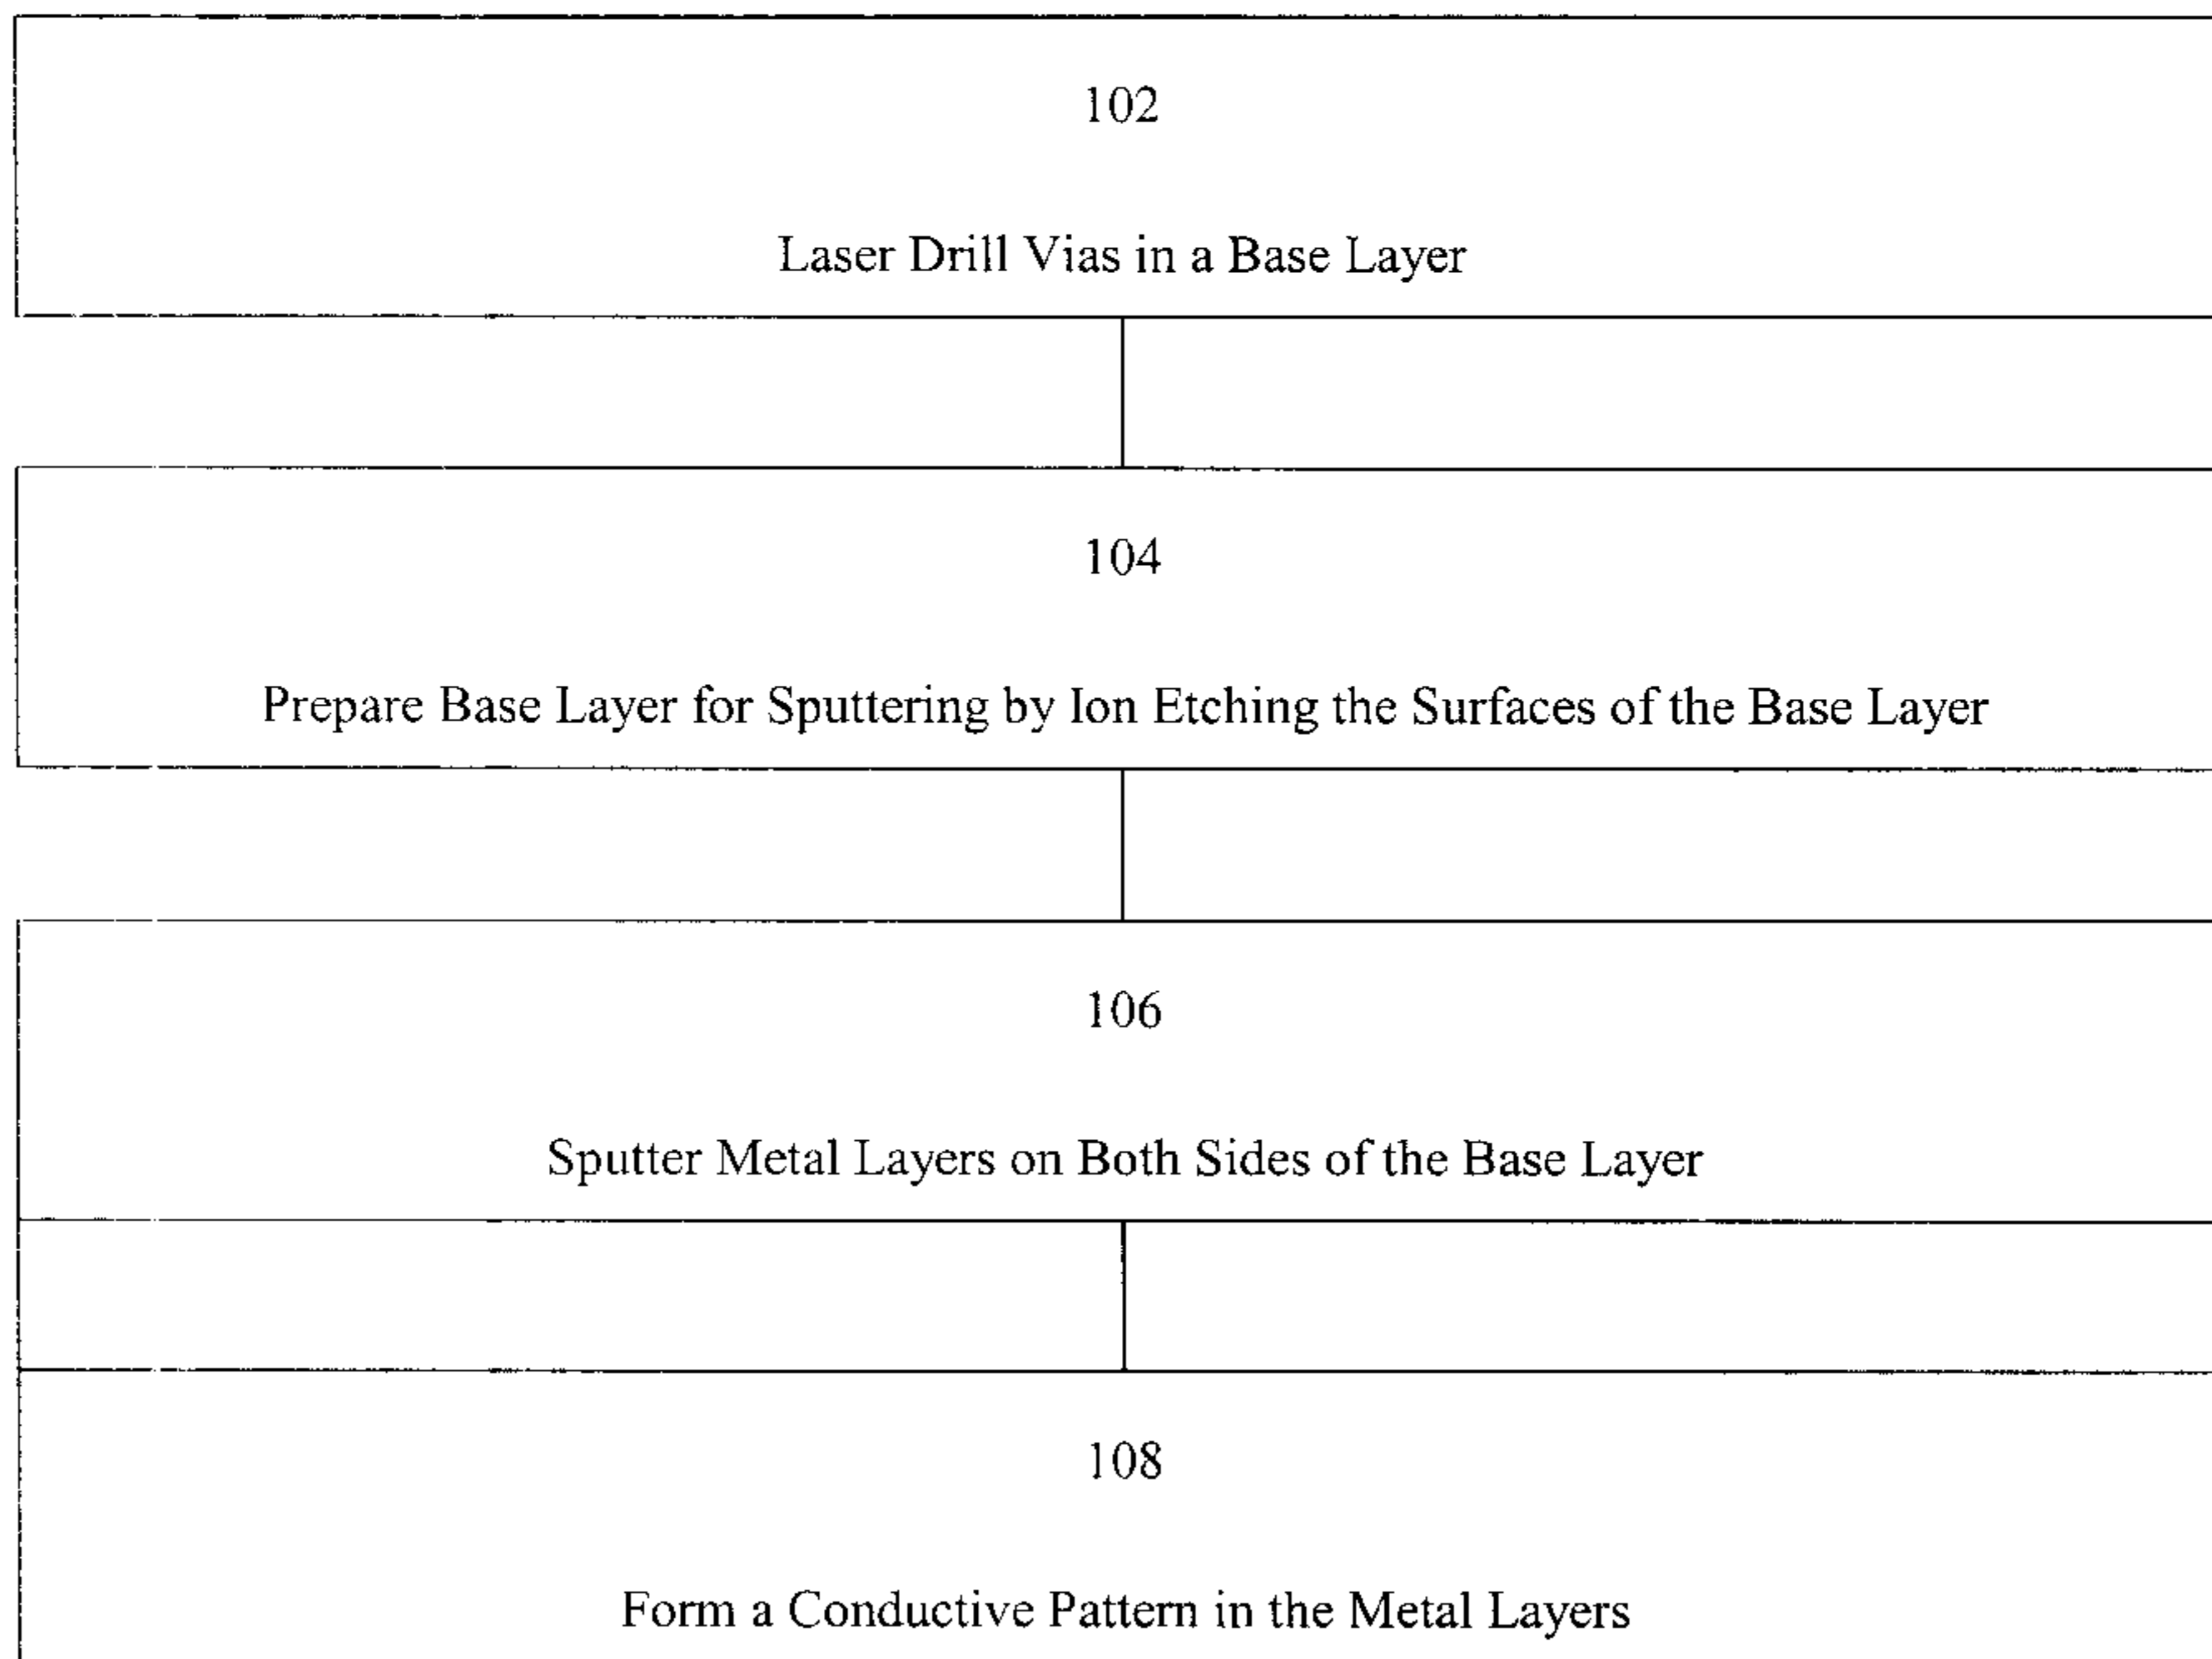 102
Laser Drill Vias in a Base Layer
104
Prepare Base Layer for Sputtering by Ion Etching the Surfaces of the Base Layer
106
Sputter Metal Layers on Both Sides of the Base Layer
108
Form a Conductive Pattern in the Metal Layers